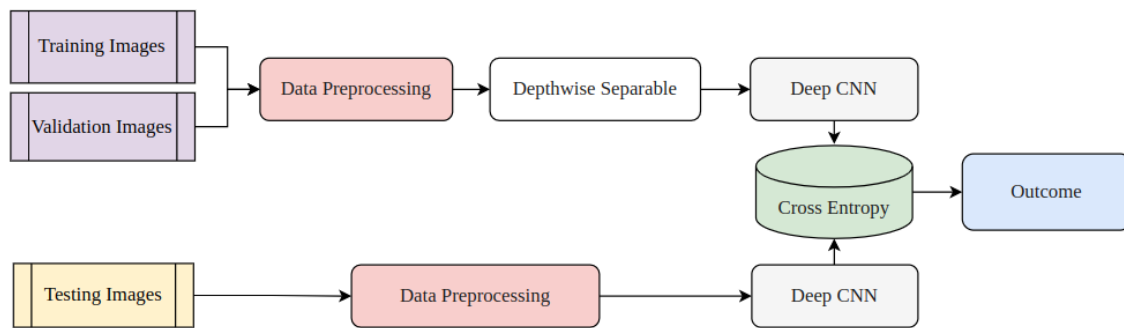 Training Images
Validation Images
Data Preprocessing
Depthwise Separable
Deep CNN
Cross Entropy
Outcome
Testing Images
Data Preprocessing
Deep CNN